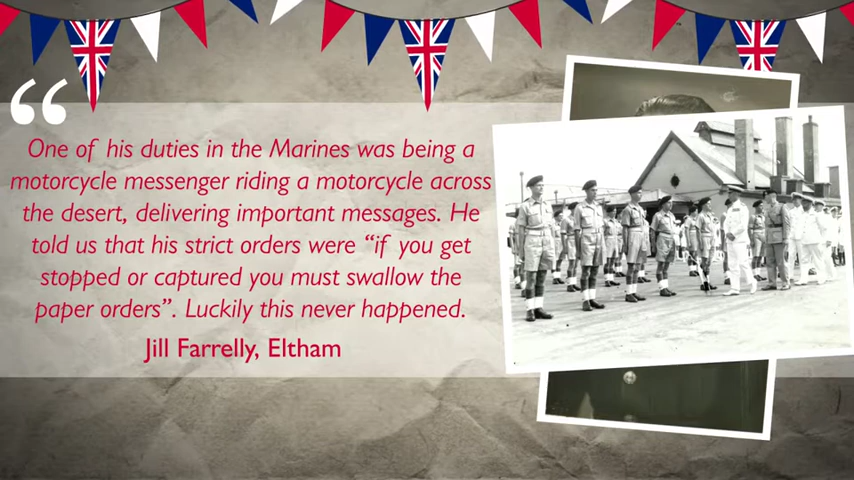 “
One of his duties in the Marines was being a
motorcycle messenger riding a motorcycle across
the desert, delivering important messages. He
told us that his strict orders were “if you get
stopped or captured you must swallow the
paper orders”. Luckily this never happened.
Jill Farrelly, Eltham